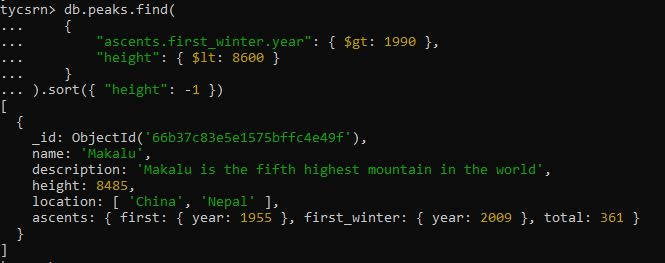 tycsrn> db.peaks.find(
...     {
...         "ascents.first_winter.year": { $gt: 1990 },
...         "height": { $lt: 8600 }
...     }
... ).sort({ "height": -1 })
[
  {
    _id: ObjectId('66b37c83e5e1575bffc4e49f'),
    name: 'Makalu',
    description: 'Makalu is the fifth highest mountain in the world',
    height: 8485,
    location: [ 'China', 'Nepal' ],
    ascents: { first: { year: 1955 }, first_winter: { year: 2009 }, total: 361 }
  }
]